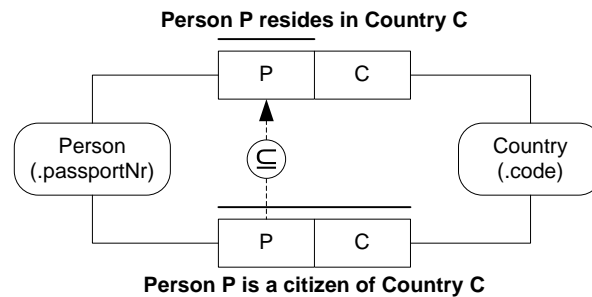 Person P resides in Country C
P C
Person
(.passportNr)
⊆
Country
(.code)
P C
Person P is a citizen of Country C